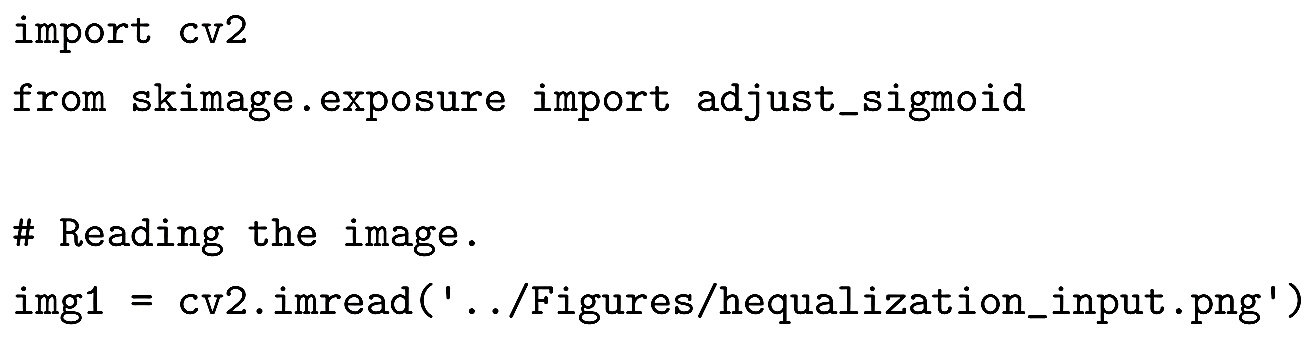 import cv2
from skimage.exposure import adjust_sigmoid
# Reading the image.
img1 = cv2.imread('../Figures/hequalization_input.png')